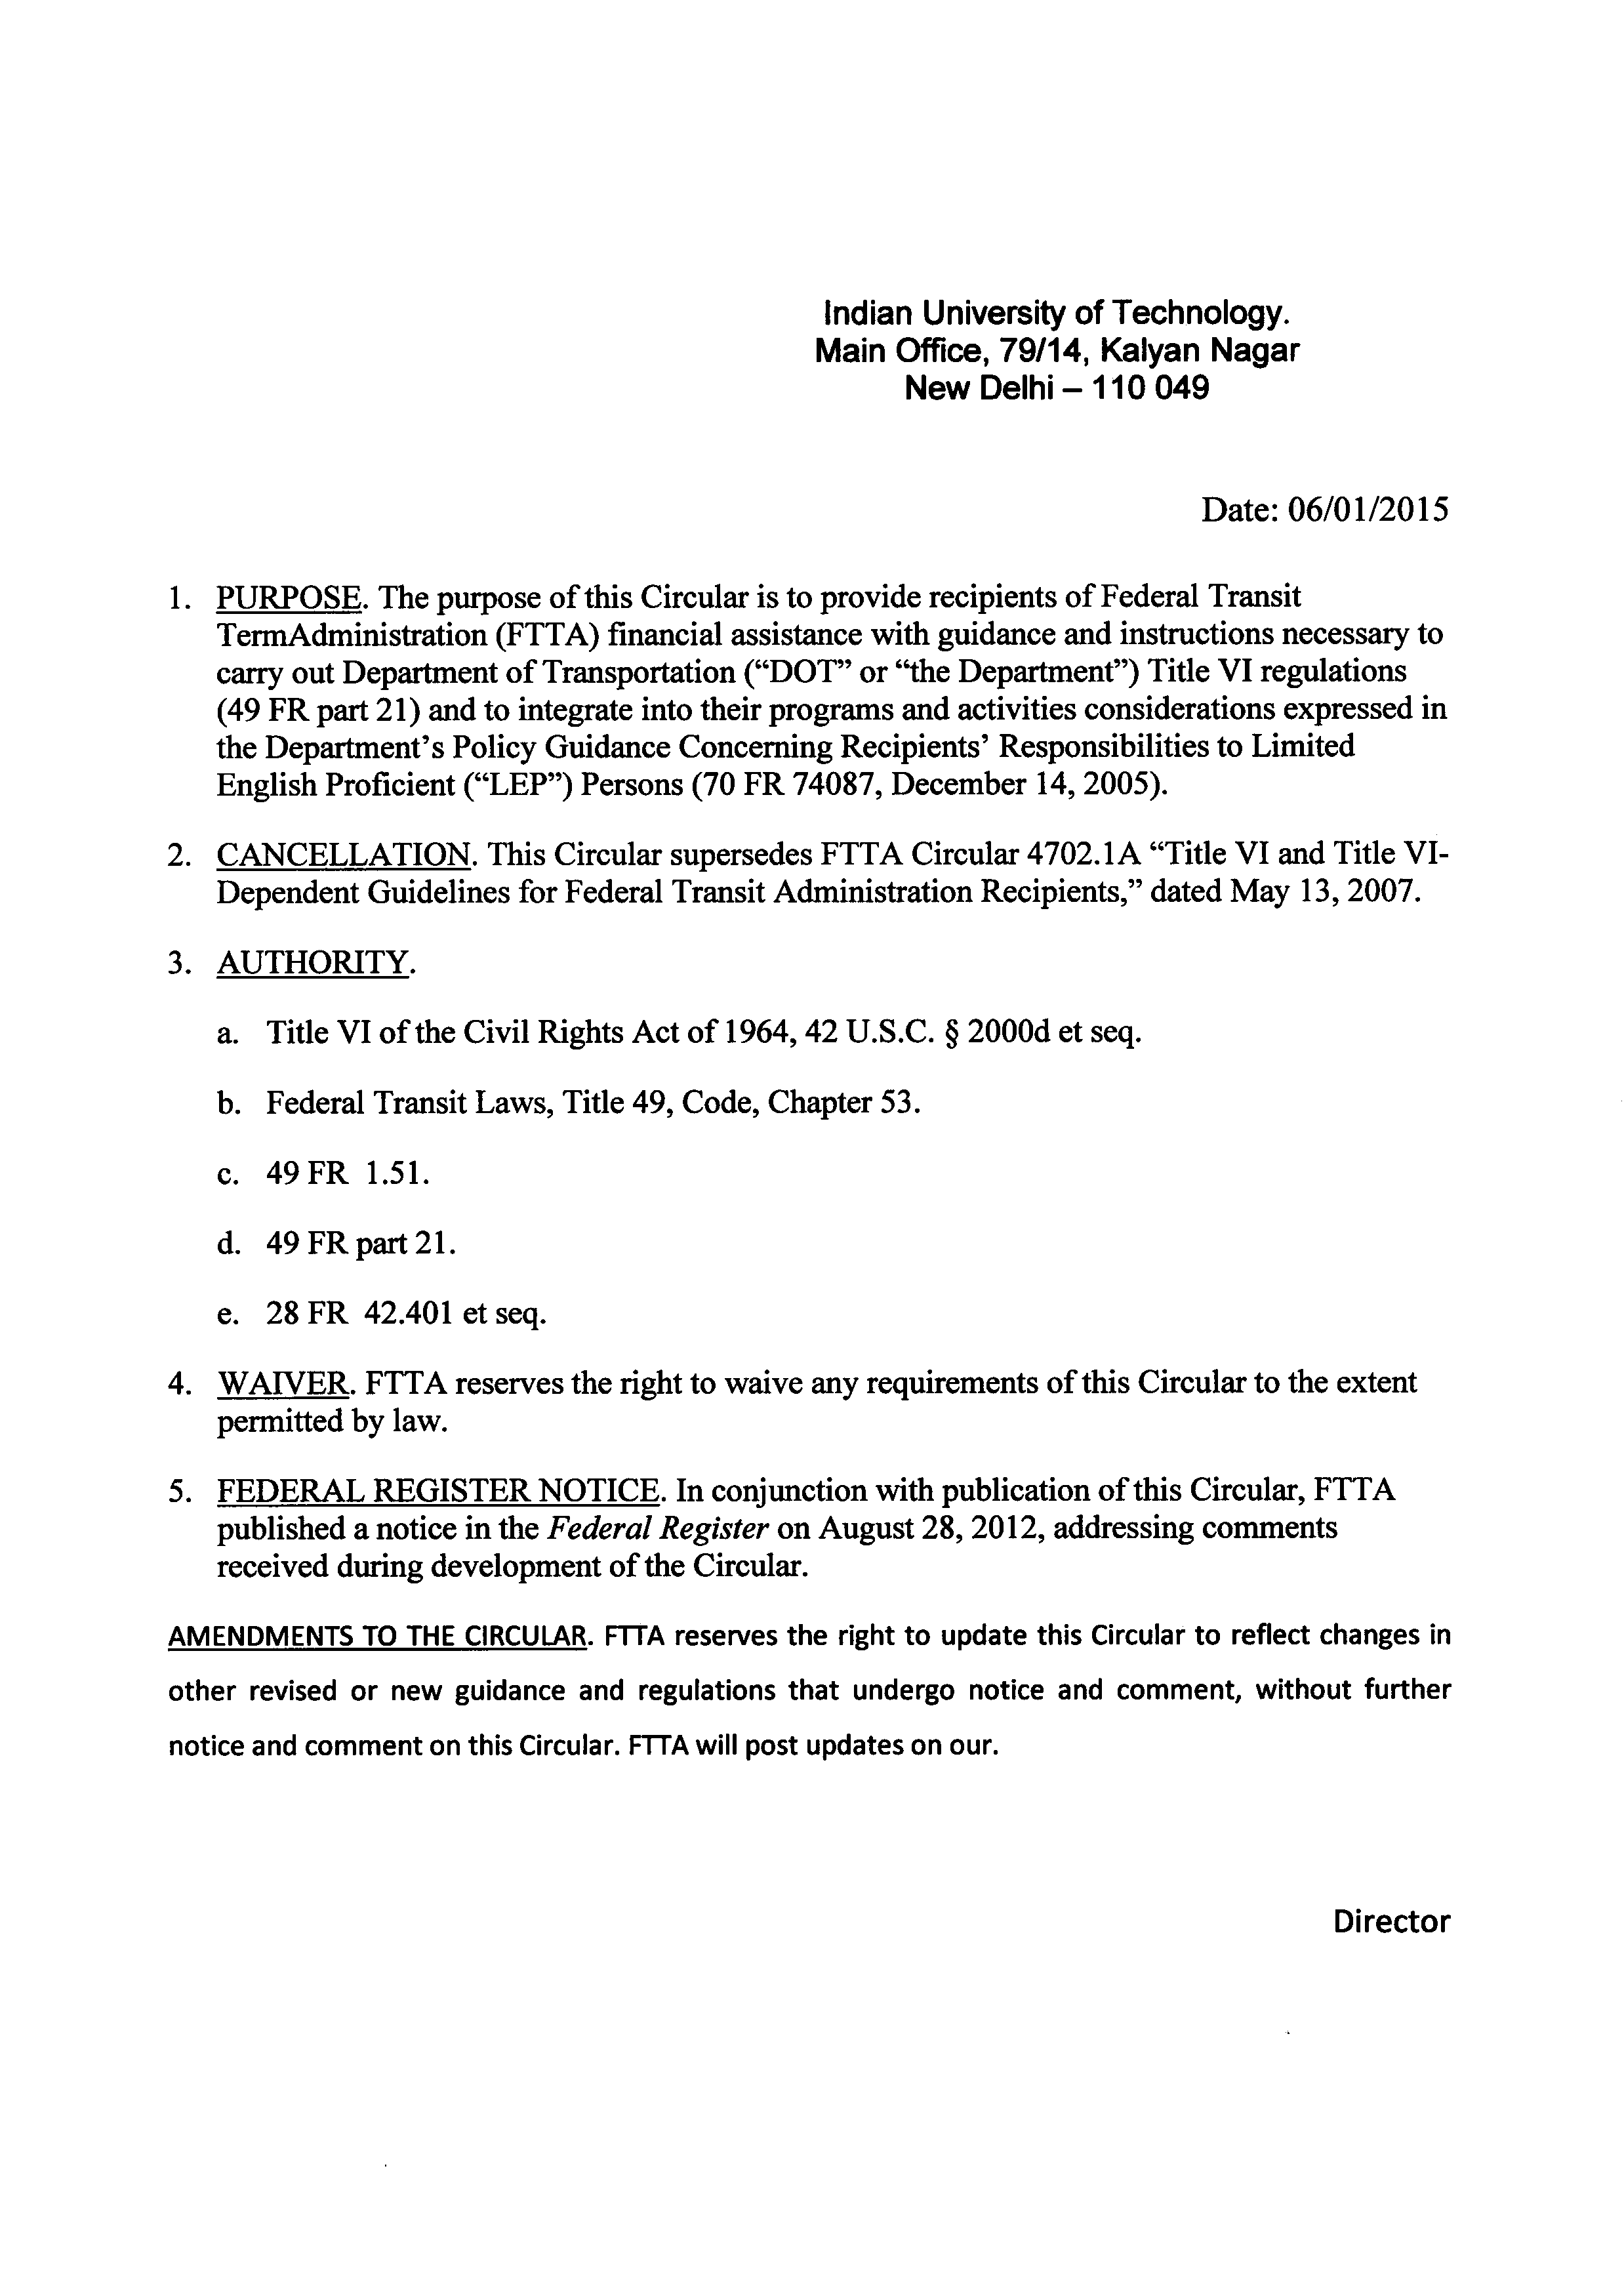 Indian University of Technology.
Main Office, 79/14, Kalyan Nagar
New Delhi – 110 049
Date: 06/01/2015
1. PURPOSE. The purpose of this Circular is to provide recipients of Federal Transit
TermAdministration (FTTA) financial assistance with guidance and instructions necessary to
carry out Department of Transportation (“DOT” or “the Department”) Title VI regulations
(49 FR part 21) and to integrate into their programs and activities considerations expressed in
the Department’s Policy Guidance Concerning Recipients’ Responsibilities to Limited
English Proficient (“LEP”) Persons (70 FR 74087, December 14, 2005).
2. CANCELLATION. This Circular supersedes FTTA Circular 4702.1A “Title VI and Title VI-
Dependent Guidelines for Federal Transit Administration Recipients,” dated May 13, 2007.
3. AUTHORITY.
a. Title VI of the Civil Rights Act of 1964, 42 U.S.C. § 2000d et seq.
b. Federal Transit Laws, Title 49, Code, Chapter 53.
c. 49 FR 1.51.
d. 49 FR part 21.
e. 28 FR 42.401 et seq.
4. WAIVER. FTTA reserves the right to waive any requirements of this Circular to the extent
permitted by law.
5. FEDERAL REGISTER NOTICE. In conjunction with publication of this Circular, FTTA
published a notice in the Federal Register on August 28, 2012, addressing comments
received during development of the Circular.
AMENDMENTS TO THE CIRCULAR. FTTA reserves the right to update this Circular to reflect changes in
other revised or new guidance and regulations that undergo notice and comment, without further
notice and comment on this Circular. FTTA will post updates on our.
Director